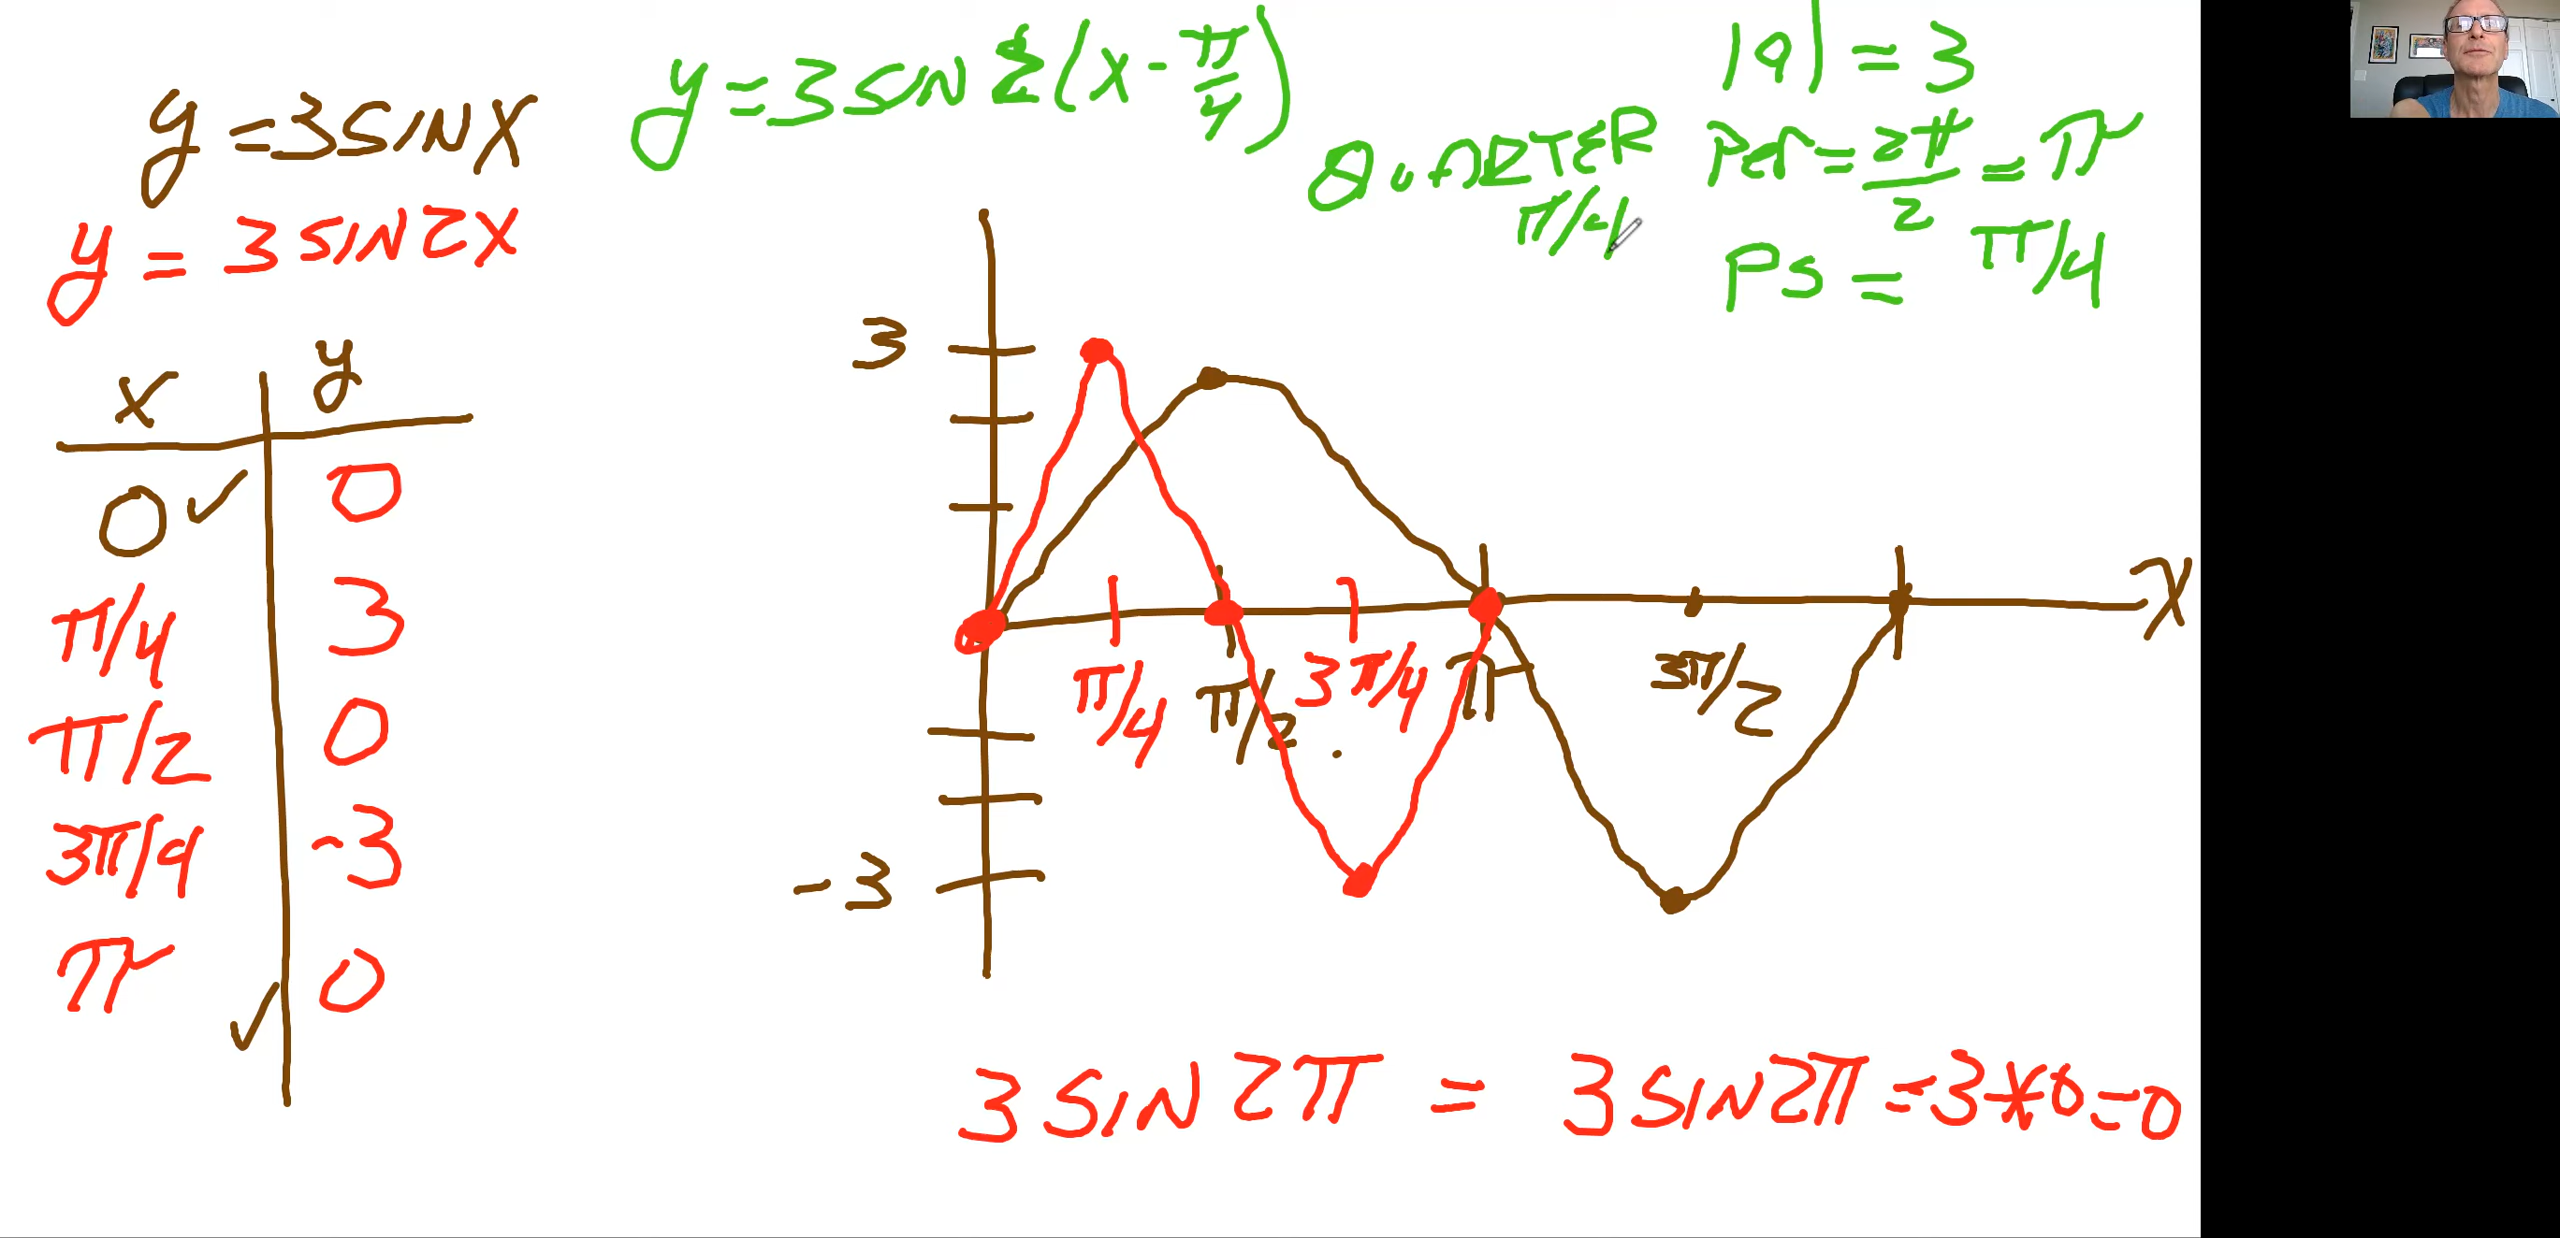 y = 3 SIN X
y = 3 SIN 2X
y = 3 SIN 2(x - π/4)
|a| = 3
QUARTER π/4
Per = 2π/2 = π
PS = π/4
x y
0 ✓ 0
π/4 3
π/2 0
3π/4 -3
π ✓ 0
3
-3
π/4 π/2 3π/4 π 3π/2 X
3 SIN 2π = 3 SIN 2π = 3 * 0 = 0